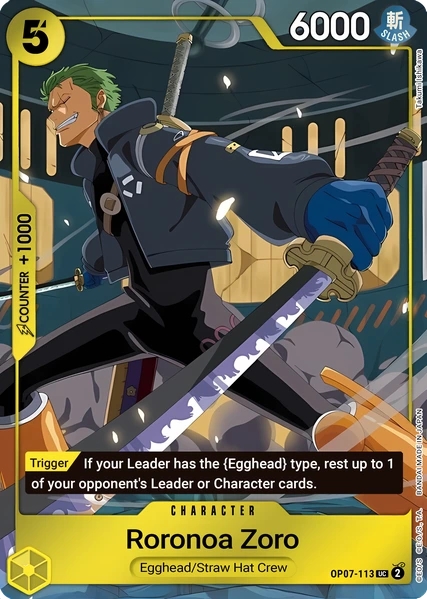 5
6000
斬
SLASH
Takumi Ichikawa
COUNTER +1000
Trigger If your Leader has the {Egghead} type, rest up to 1
of your opponent's Leader or Character cards.
CHARACTER
Roronoa Zoro
Egghead/Straw Hat Crew
OP07-113 UC 2
©E.O/S ©E.O/S, T.A. BANDAI MADE IN JAPAN